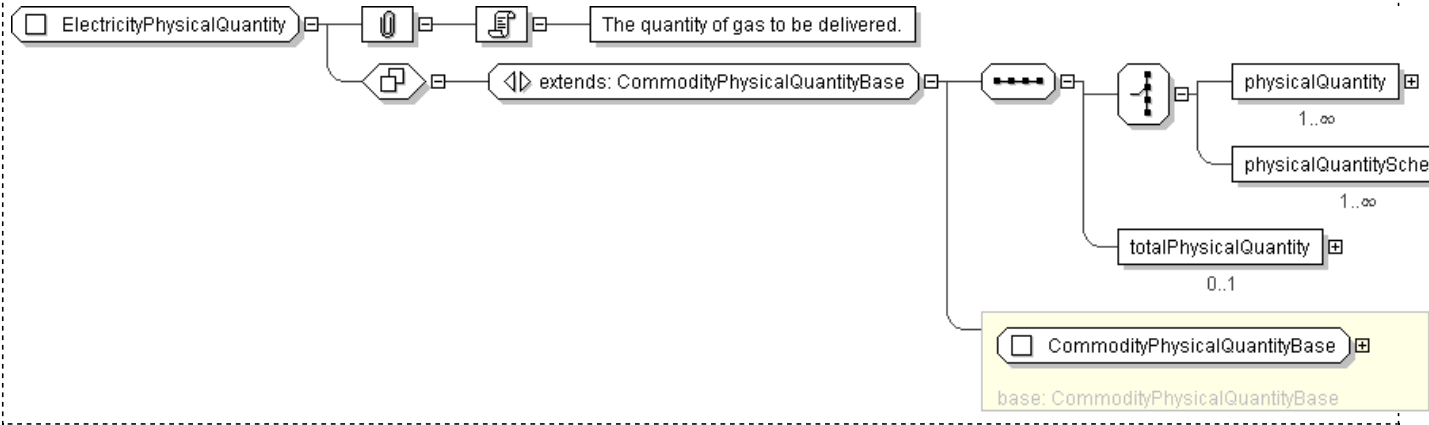 ElectricityPhysicalQuantity
The quantity of gas to be delivered.
extends: CommodityPhysicalQuantityBase
physicalQuantity
1..∞
physicalQuantitySche
1..∞
totalPhysicalQuantity
0..1
CommodityPhysicalQuantityBase
base: CommodityPhysicalQuantityBase